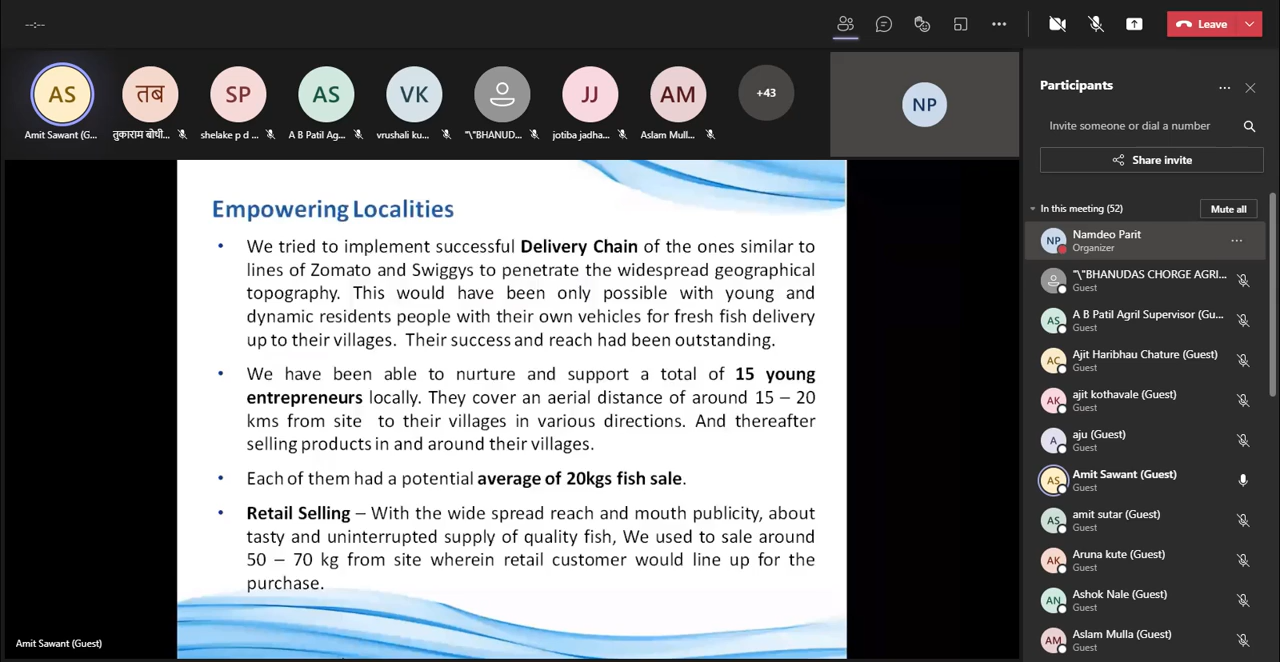 --:--
Leave
AS
तब
SP
AS
VK
JJ
AM
+43
NP
Amit Sawant (G...
तुकाराम बोधी...
shelake p d ...
A B Patil Ag...
vrushali ku...
"\"BHANUD...
jotiba jadha...
Aslam Mull...
Empowering Localities
• We tried to implement successful Delivery Chain of the ones similar to
lines of Zomato and Swiggys to penetrate the widespread geographical
topography. This would have been only possible with young and
dynamic residents people with their own vehicles for fresh fish delivery
up to their villages. Their success and reach had been outstanding.
• We have been able to nurture and support a total of 15 young
entrepreneurs locally. They cover an aerial distance of around 15 – 20
kms from site to their villages in various directions. And thereafter
selling products in and around their villages.
• Each of them had a potential average of 20kgs fish sale.
• Retail Selling – With the wide spread reach and mouth publicity, about
tasty and uninterrupted supply of quality fish, We used to sale around
50 – 70 kg from site wherein retail customer would line up for the
purchase.
Amit Sawant (Guest)
Participants
Invite someone or dial a number
Share invite
In this meeting (52)
Mute all
NP
Namdeo Parit
Organizer
"\"BHANUDAS CHORGE AGRI...
Guest
AS
A B Patil Agril Supervisor (Gu...
Guest
AC
Ajit Haribhau Chature (Guest)
Guest
AK
ajit kothavale (Guest)
Guest
A
aju (Guest)
Guest
AS
Amit Sawant (Guest)
Guest
AS
amit sutar (Guest)
Guest
AK
Aruna kute (Guest)
Guest
AN
Ashok Nale (Guest)
Guest
AM
Aslam Mulla (Guest)
Guest